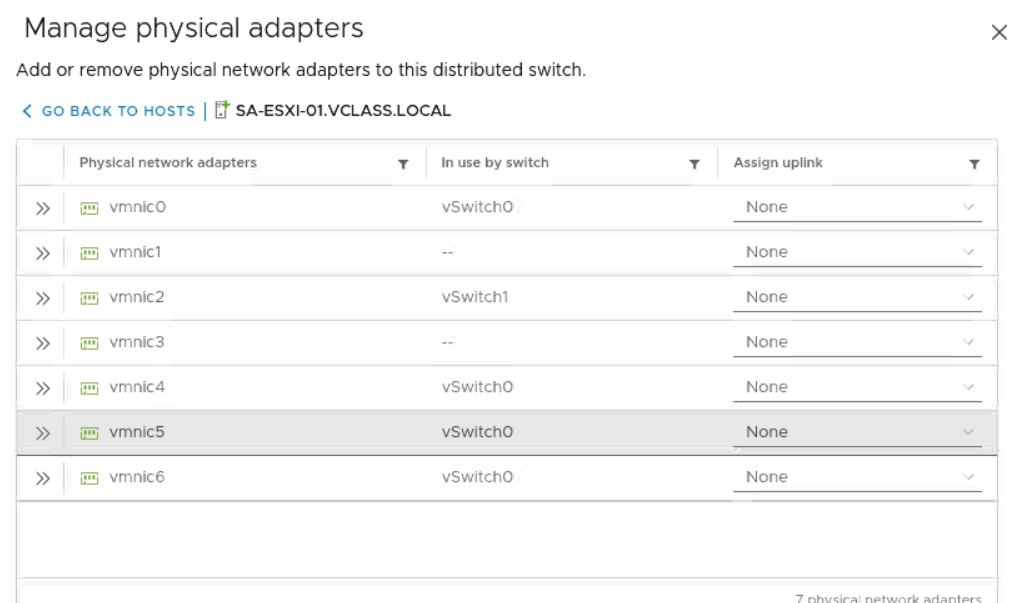 Manage physical adapters
Add or remove physical network adapters to this distributed switch.
GO BACK TO HOSTS | SA-ESXI-01.VCLASS.LOCAL
Physical network adapters In use by switch Assign uplink
vmnic0 vSwitch0 None
vmnic1 -- None
vmnic2 vSwitch1 None
vmnic3 -- None
vmnic4 vSwitch0 None
vmnic5 vSwitch0 None
vmnic6 vSwitch0 None
7 physical network adapters